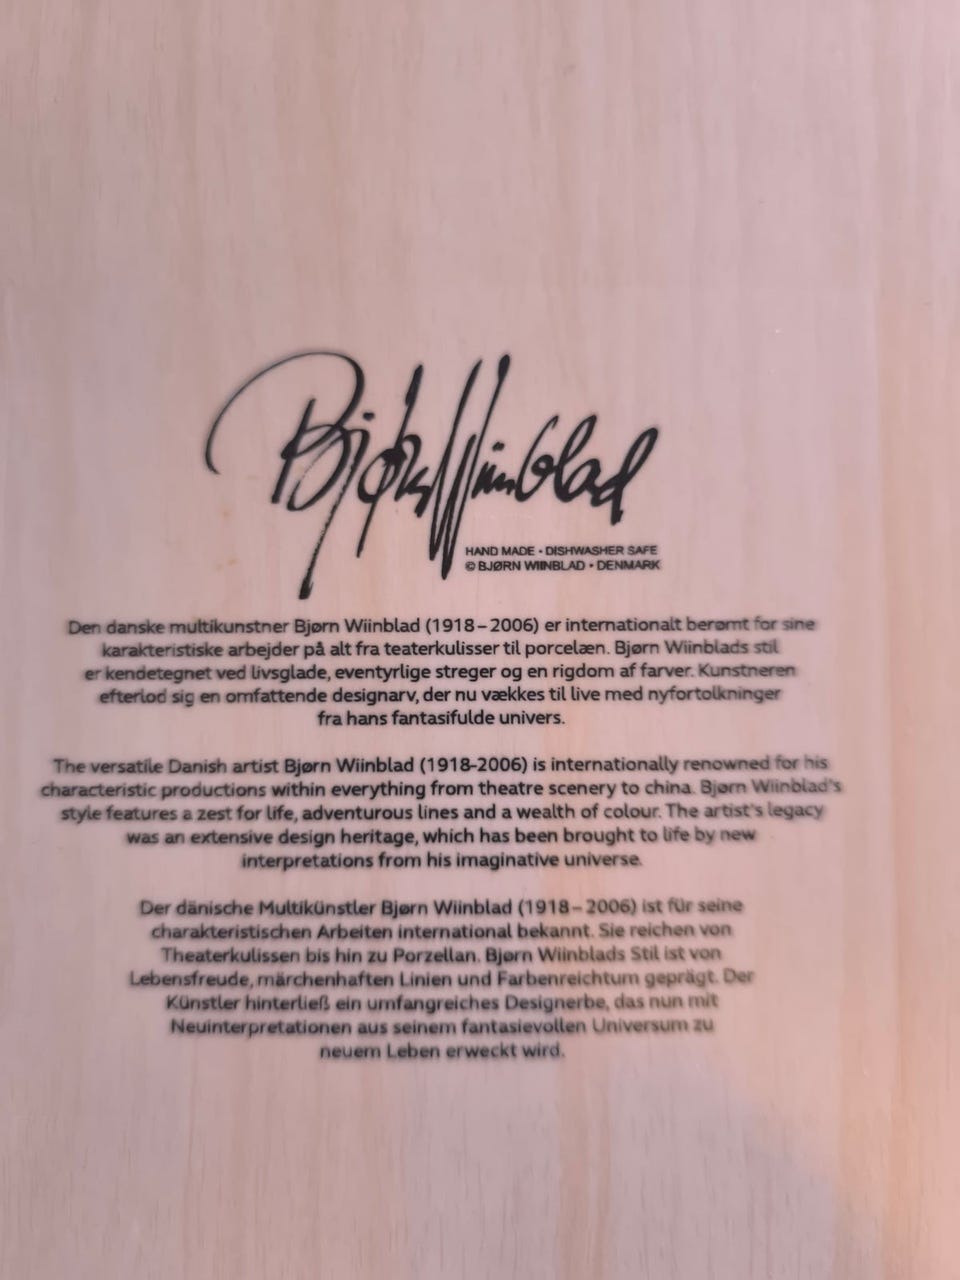 Bjørn Wiinblad
HAND MADE • DISHWASHER SAFE
© BJØRN WIINBLAD • DENMARK
Den danske multikunstner Bjørn Wiinblad (1918–2006) er internationalt berømt for sine
karakteristiske arbejder på alt fra teaterkulisser til porcelæn. Bjørn Wiinblads stil
er kendetegnet ved livsglade, eventyrlige streger og en rigdom af farver. Kunstneren
efterlod sig en omfattende designarv, der nu vækkes til live med nyfortolkninger
fra hans fantasifulde univers.
The versatile Danish artist Bjørn Wiinblad (1918-2006) is internationally renowned for his
characteristic productions within everything from theatre scenery to china. Bjørn Wiinblad's
style features a zest for life, adventurous lines and a wealth of colour. The artist's legacy
was an extensive design heritage, which has been brought to life by new
interpretations from his imaginative universe.
Der dänische Multikünstler Bjørn Wiinblad (1918–2006) ist für seine
charakteristischen Arbeiten international bekannt. Sie reichen von
Theaterkulissen bis hin zu Porzellan. Bjørn Wiinblads Stil ist von
Lebensfreude, märchenhaften Linien und Farbenreichtum geprägt. Der
Künstler hinterließ ein umfangreiches Designerbe, das nun mit
Neuinterpretationen aus seinem fantasievollen Universum zu
neuem Leben erweckt wird.